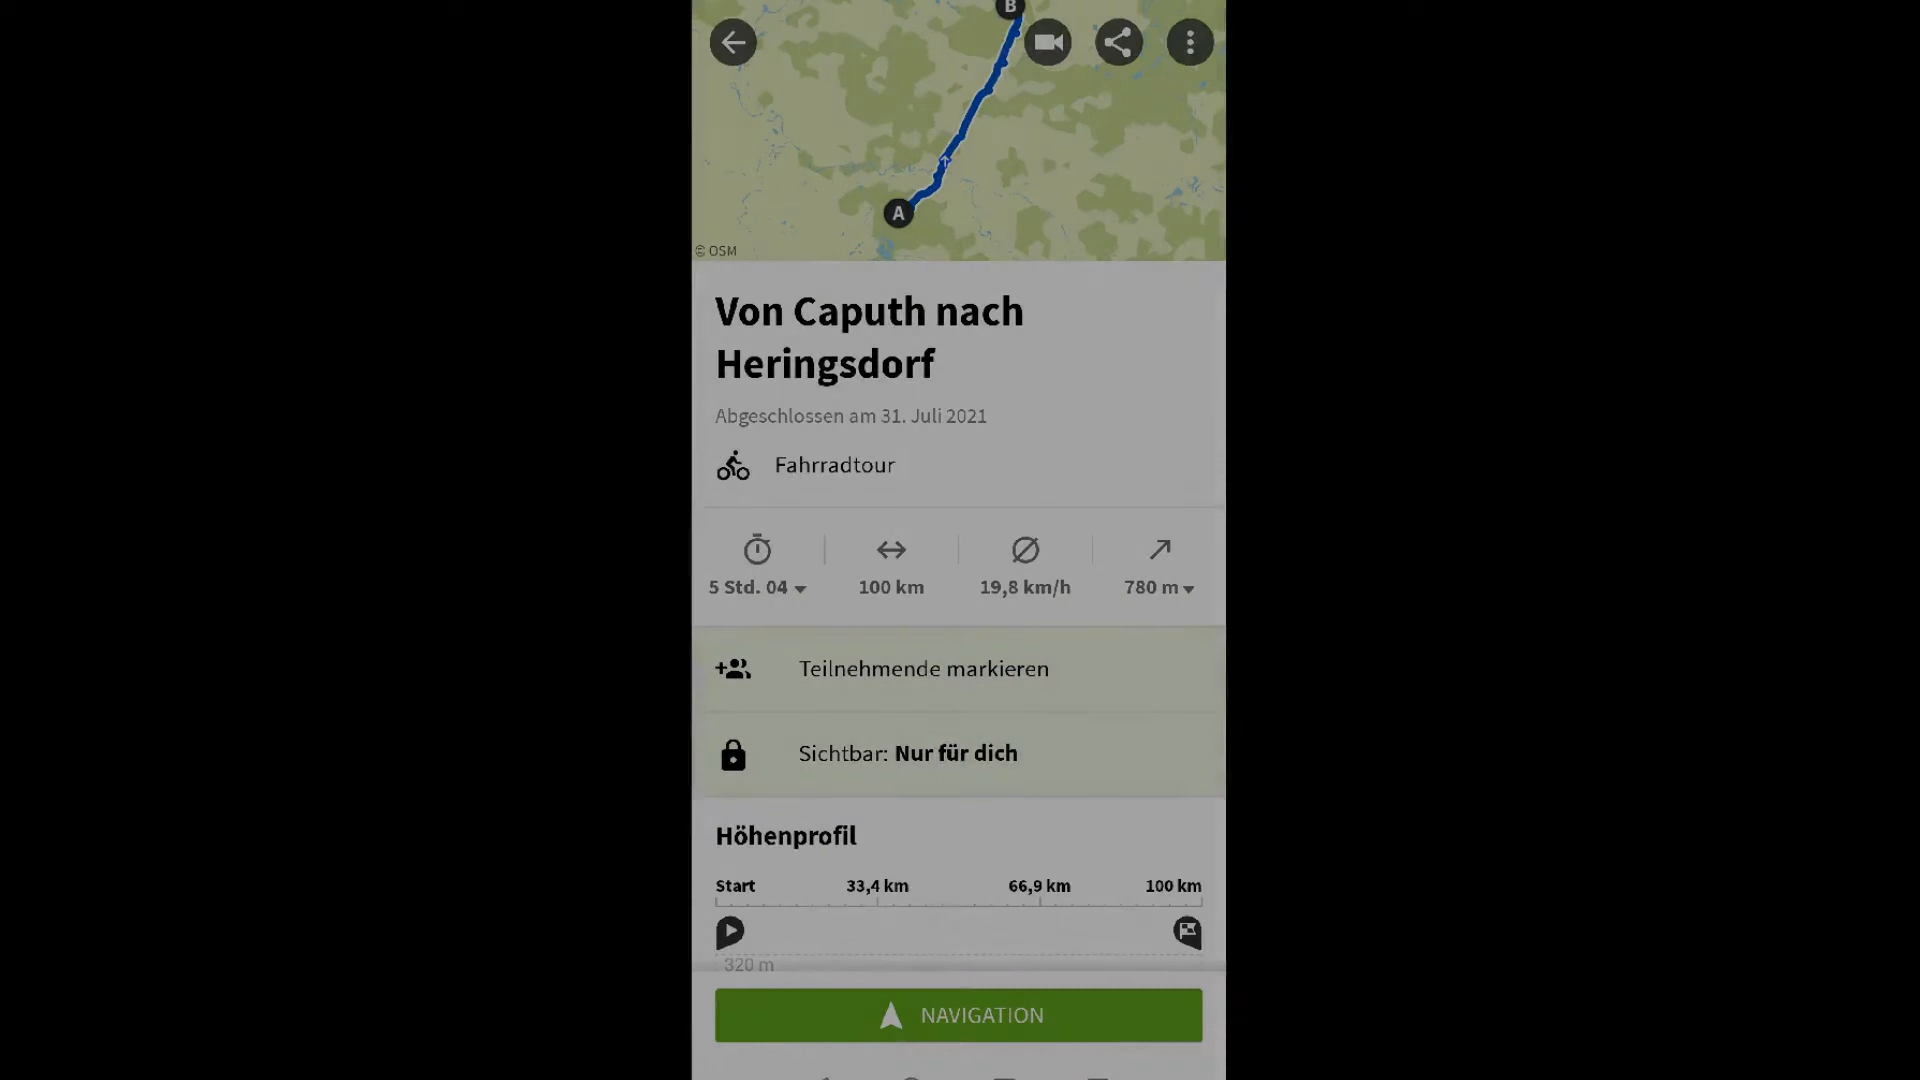 B
A
© OSM
Von Caputh nach
Heringsdorf
Abgeschlossen am 31. Juli 2021
Fahrradtour
5 Std. 04 100 km 19,8 km/h 780 m
Teilnehmende markieren
Sichtbar: Nur für dich
Höhenprofil
Start 33,4 km 66,9 km 100 km
320 m
NAVIGATION